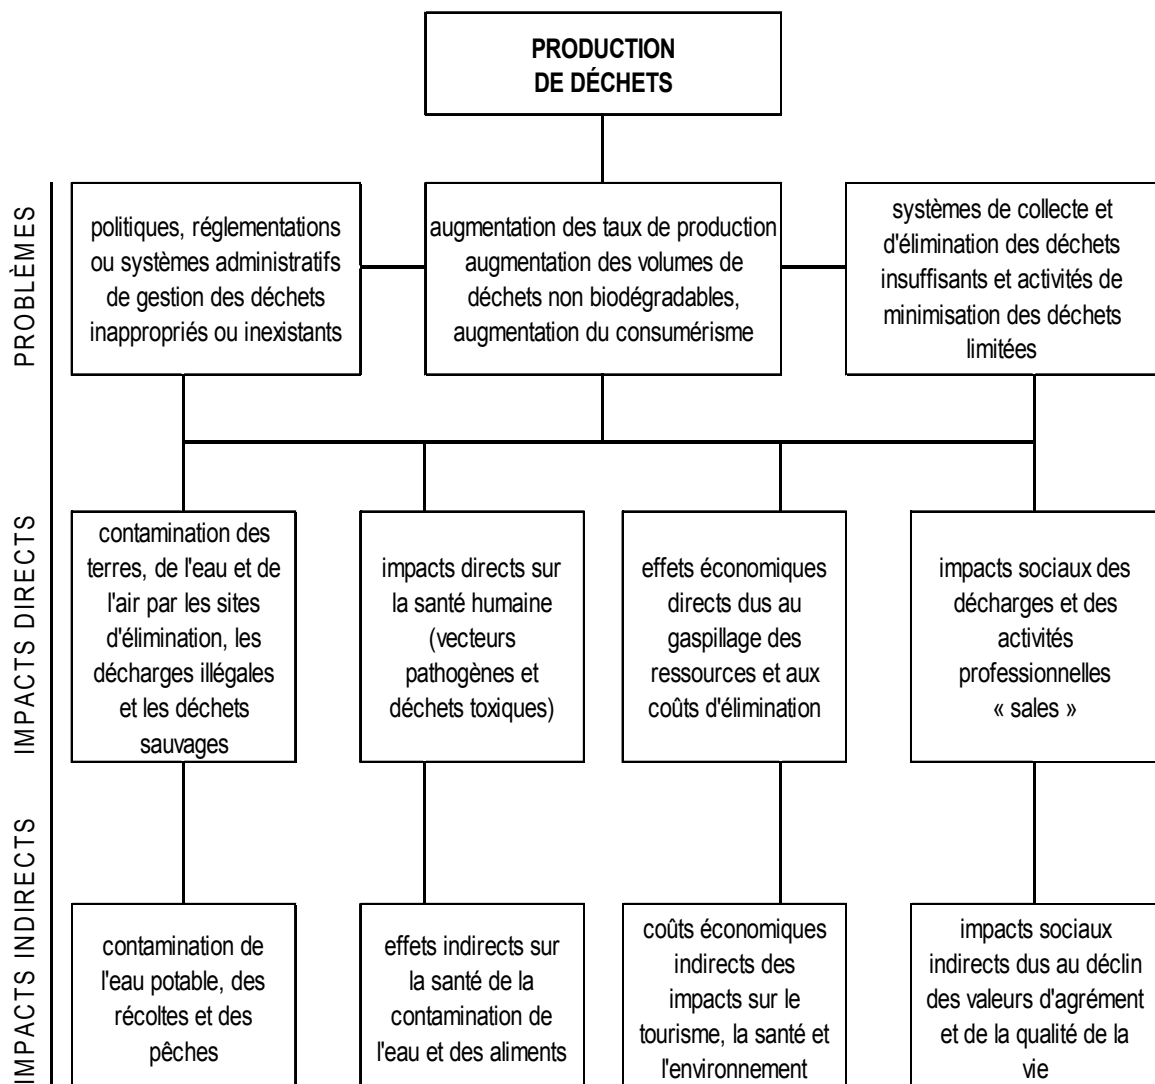 PRODUCTION
DE DÉCHETS
PROBLÈMES
politiques, réglementations
ou systèmes administratifs
de gestion des déchets
inappropriés ou inexistants
augmentation des taux de production
augmentation des volumes de
déchets non biodégradables,
augmentation du consumérisme
systèmes de collecte et
d'élimination des déchets
insuffisants et activités de
minimisation des déchets
limitées
IMPACTS DIRECTS
contamination des
terres, de l'eau et de
l'air par les sites
d'élimination, les
décharges illégales
et les déchets
sauvages
impacts directs sur
la santé humaine
(vecteurs
pathogènes et
déchets toxiques)
effets économiques
directs dus au
gaspillage des
ressources et aux
coûts d'élimination
impacts sociaux des
décharges et des
activités
professionnelles
« sales »
IMPACTS INDIRECTS
contamination de
l'eau potable, des
récoltes et des
pêches
effets indirects sur
la santé de la
contamination de
l'eau et des aliments
coûts économiques
indirects des
impacts sur le
tourisme, la santé et
l'environnement
impacts sociaux
indirects dus au déclin
des valeurs d'agrément
et de la qualité de la
vie